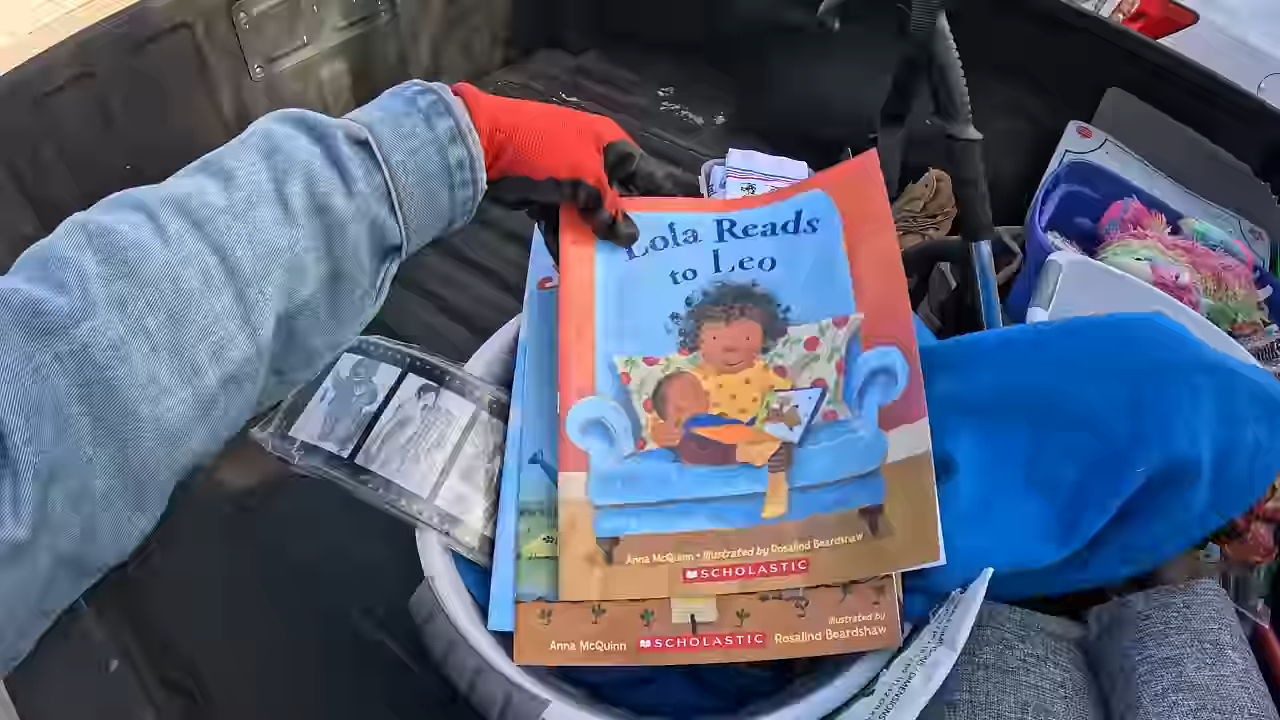 Lola Reads
to Leo
Anna McQuinn • illustrated by Rosalind Beardshaw
SCHOLASTIC
Anna McQuinn SCHOLASTIC illustrated by
Rosalind Beardshaw